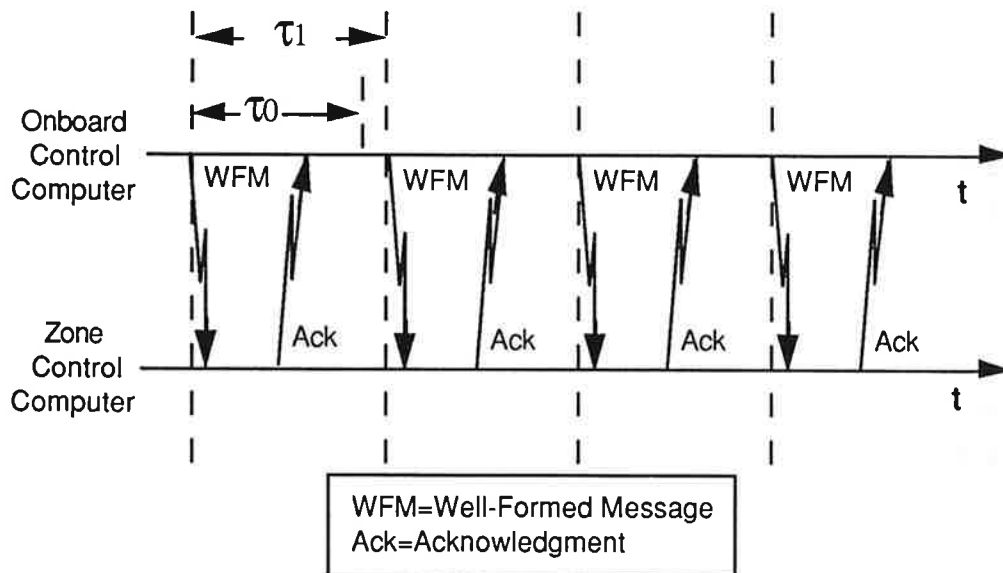 τ1
τ0
Onboard
Control
Computer
WFM
WFM
WFM
WFM
t
Zone
Control
Computer
Ack
Ack
Ack
Ack
t
WFM=Well-Formed Message
Ack=Acknowledgment